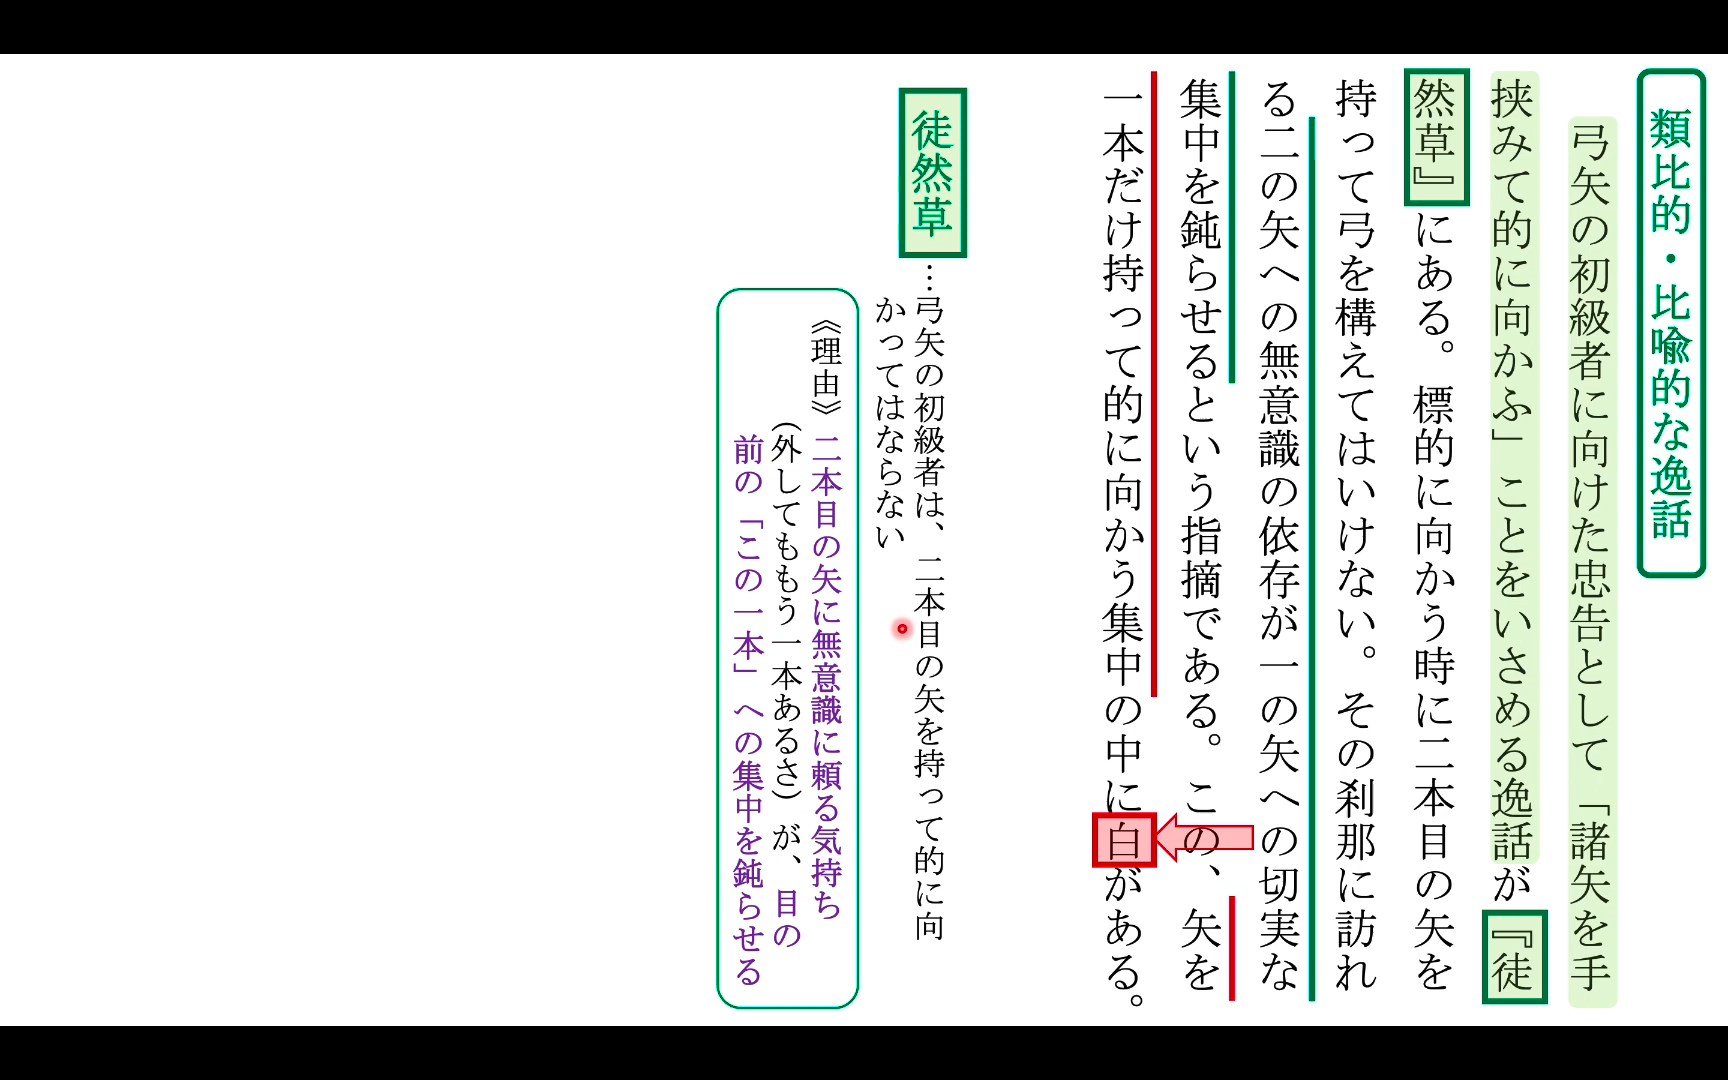 類比的・比喩的な逸話
弓矢の初級者に向けた忠告として「諸矢を手
挟みて的に向かふ」ことをいさめる逸話が『徒
然草』にある。標的に向かう時に二本目の矢を
持って弓を構えてはいけない。その刹那に訪れ
る二の矢への無意識の依存が一の矢への切実な
集中を鈍らせるという指摘である。この、矢を
一本だけ持って的に向かう集中の中に白がある。
徒然草…弓矢の初級者は、二本目の矢を持って的に向
かってはならない
《理由》二本目の矢に無意識に頼る気持ち
(外してももう一本あるさ)が、目の
前の「この一本」への集中を鈍らせる